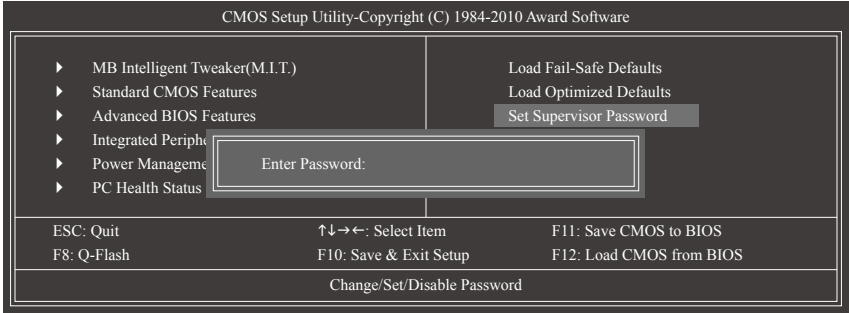 CMOS Setup Utility-Copyright (C) 1984-2010 Award Software
MB Intelligent Tweaker(M.I.T.)
Standard CMOS Features
Advanced BIOS Features
Integrated Periphe
Power Manageme
PC Health Status
Load Fail-Safe Defaults
Load Optimized Defaults
Set Supervisor Password
Enter Password:
ESC: Quit ↑↓→←: Select Item F11: Save CMOS to BIOS
F8: Q-Flash F10: Save & Exit Setup F12: Load CMOS from BIOS
Change/Set/Disable Password